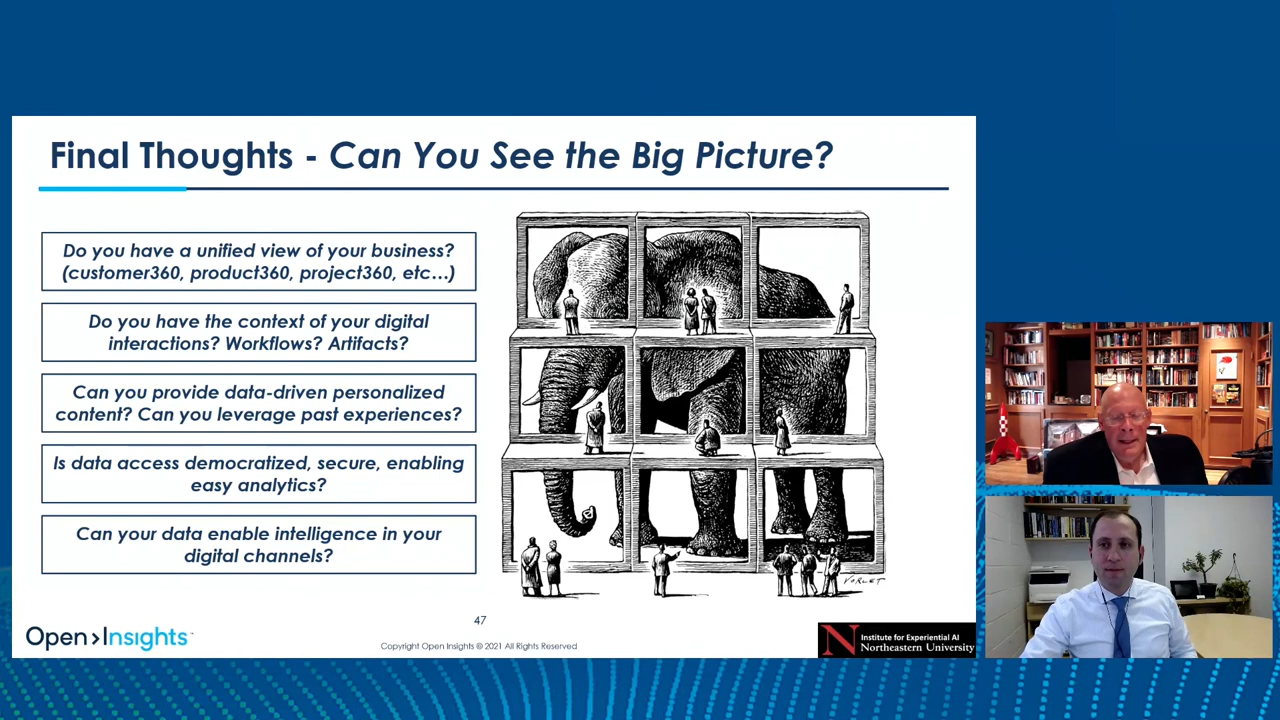 Final Thoughts - Can You See the Big Picture?
Do you have a unified view of your business?
(customer360, product360, project360, etc…)
Do you have the context of your digital
interactions? Workflows? Artifacts?
Can you provide data-driven personalized
content? Can you leverage past experiences?
Is data access democratized, secure, enabling
easy analytics?
Can your data enable intelligence in your
digital channels?
VORLET
47
Open Insights™
Copyright Open Insights © 2021 All Rights Reserved
N Institute for Experiential AI
Northeastern University